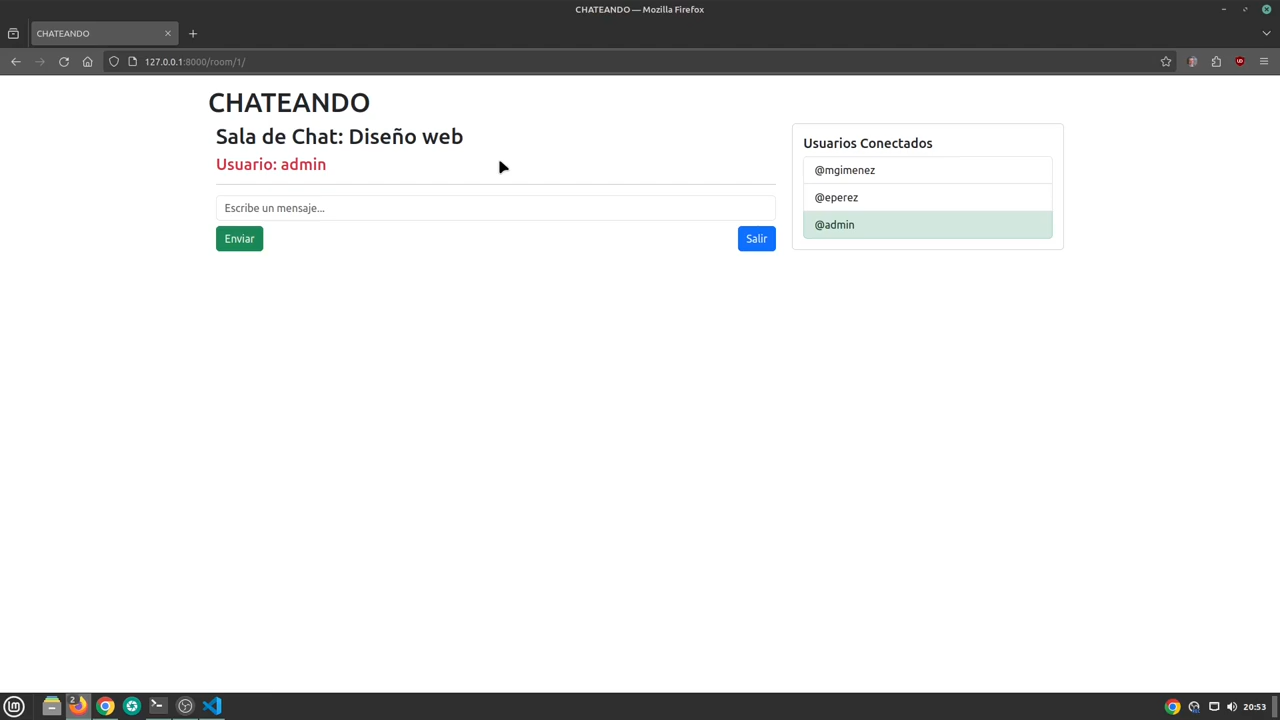 CHATEANDO — Mozilla Firefox
CHATEANDO
127.0.0.1:8000/room/1/
CHATEANDO
Sala de Chat: Diseño web
Usuario: admin
Escribe un mensaje...
Enviar
Salir
Usuarios Conectados
@mgimenez
@eperez
@admin
2
20:53